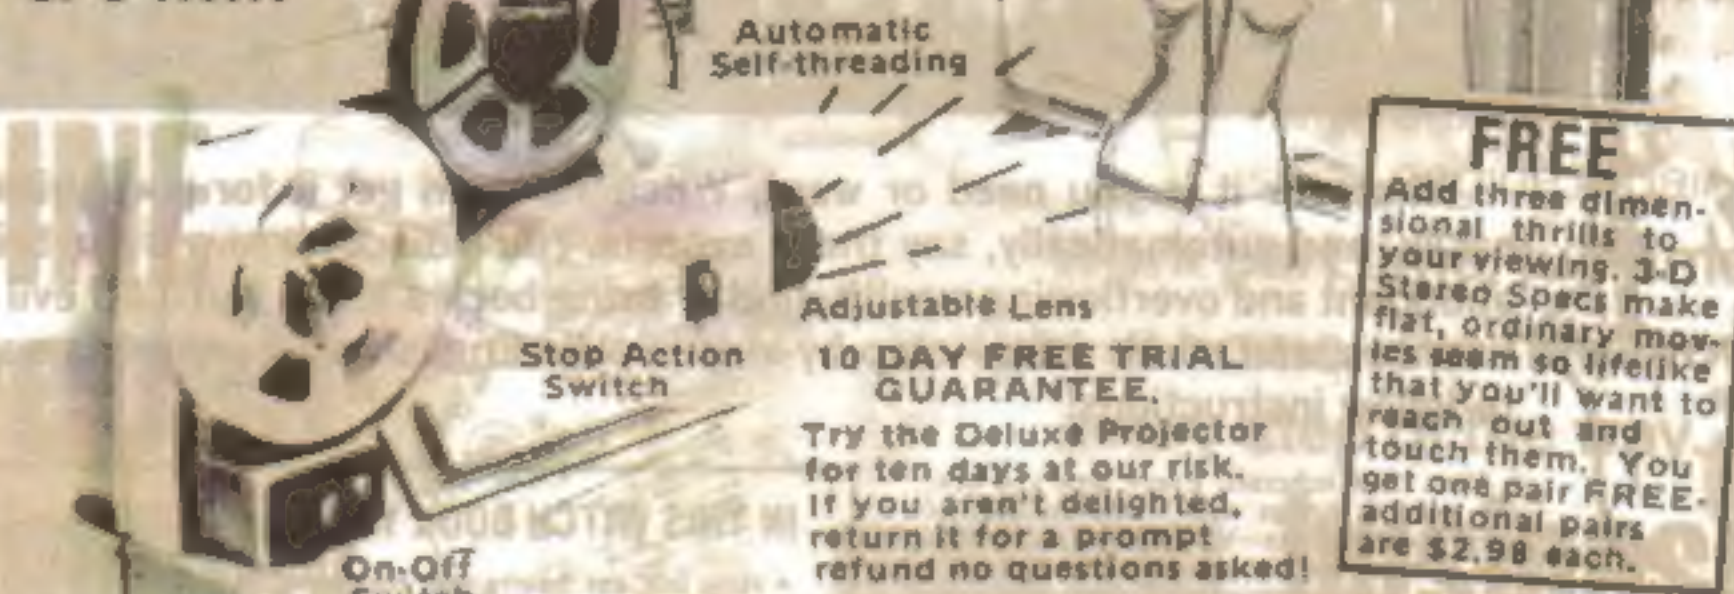 Automatic
Self-threading
Adjustable Lens
Stop Action
Switch
10 DAY FREE TRIAL
GUARANTEE.
Try the Deluxe Projector
for ten days at our risk.
If you aren't delighted,
return it for a prompt
refund no questions asked!
On-Off
FREE
Add three dimen-
sional thrills to
your viewing. 3-D
Stereo Specs make
flat, ordinary mov-
ies seem so lifelike
that you'll want to
reach out and
touch them. You
get one pair FREE-
additional pairs
are $2.98 each.